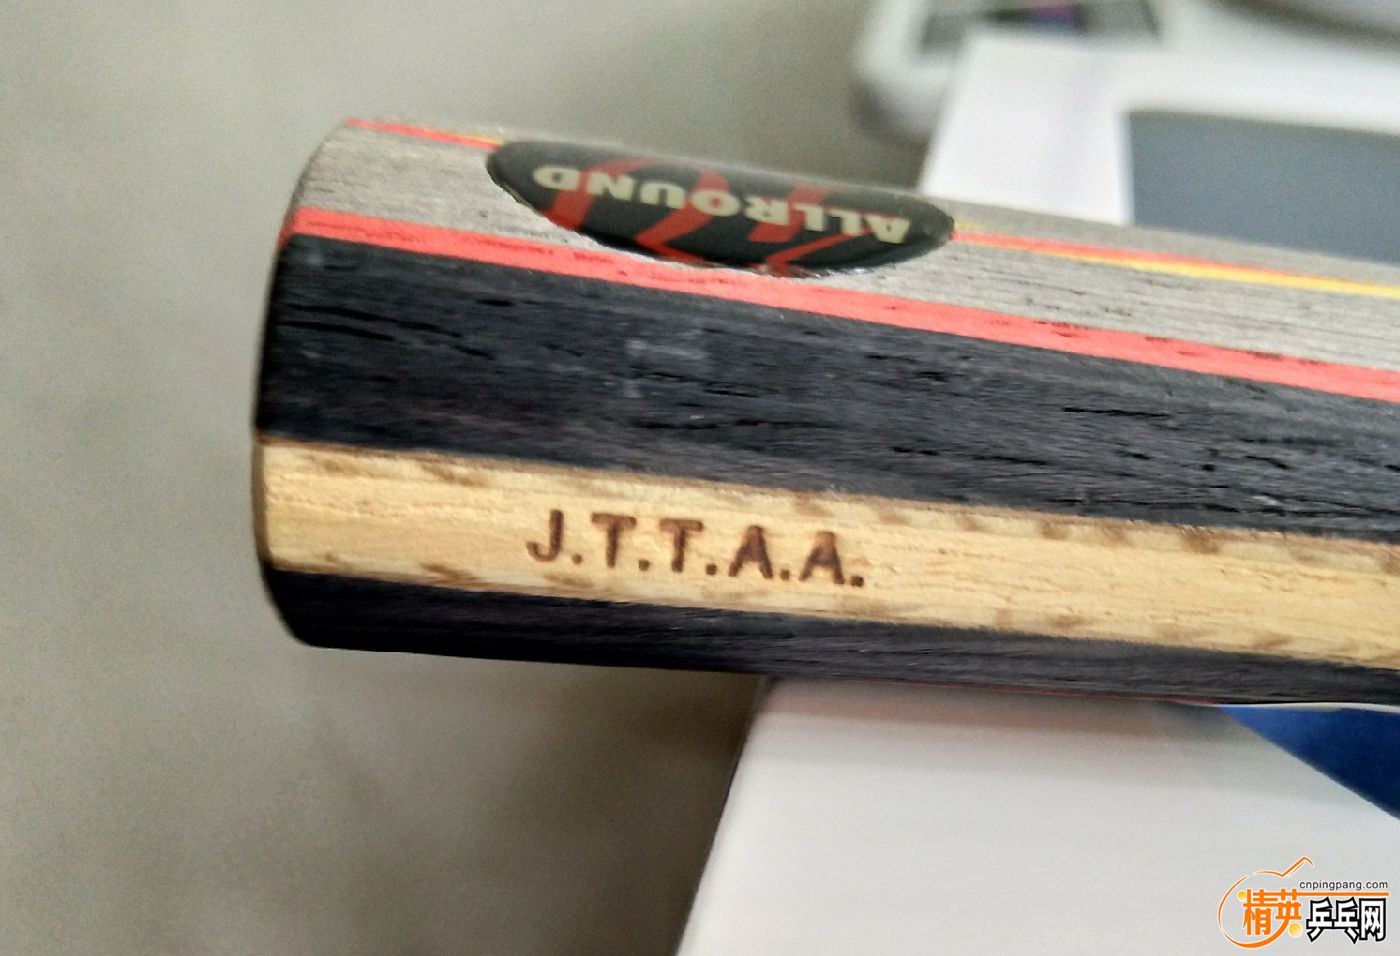 ALLROUND
J.T.T.A.A.
cnpingpang.com
精英乒乓网